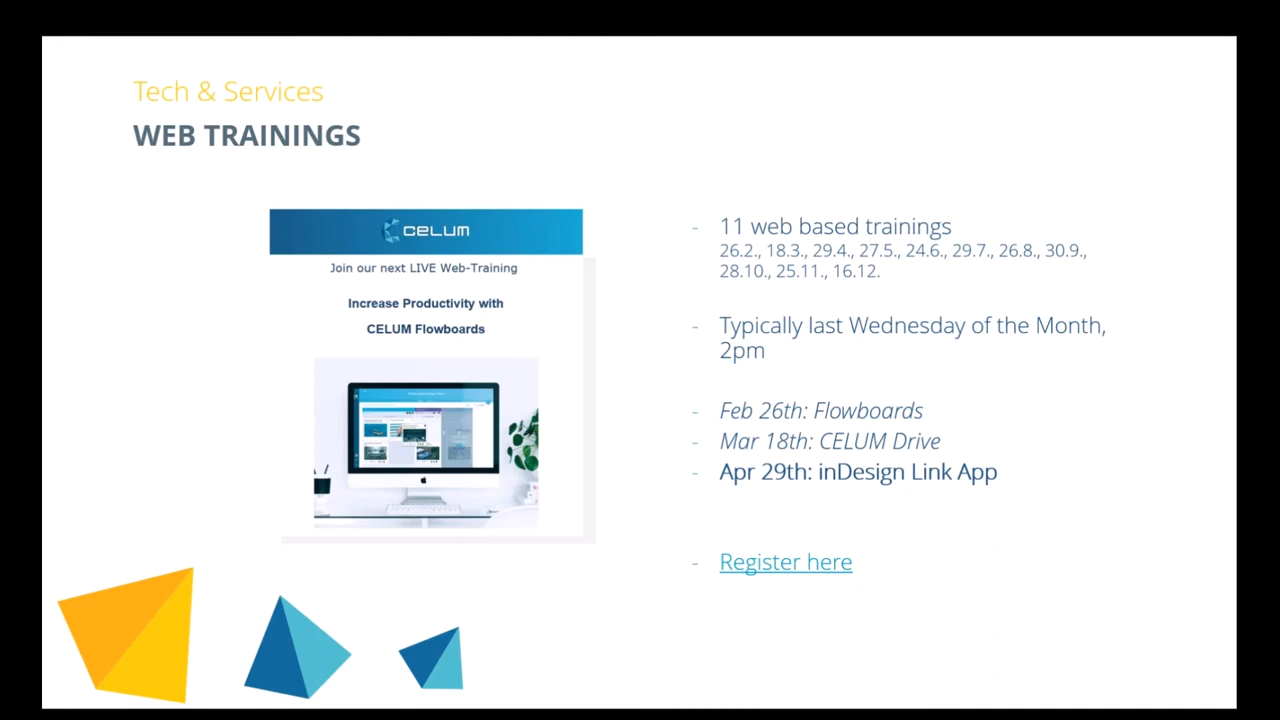 Tech & Services
WEB TRAININGS
CELUM
Join our next LIVE Web-Training
Increase Productivity with
CELUM Flowboards
- 11 web based trainings
26.2., 18.3., 29.4., 27.5., 24.6., 29.7., 26.8., 30.9.,
28.10., 25.11., 16.12.
- Typically last Wednesday of the Month,
2pm
- Feb 26th: Flowboards
- Mar 18th: CELUM Drive
- Apr 29th: inDesign Link App
- Register here